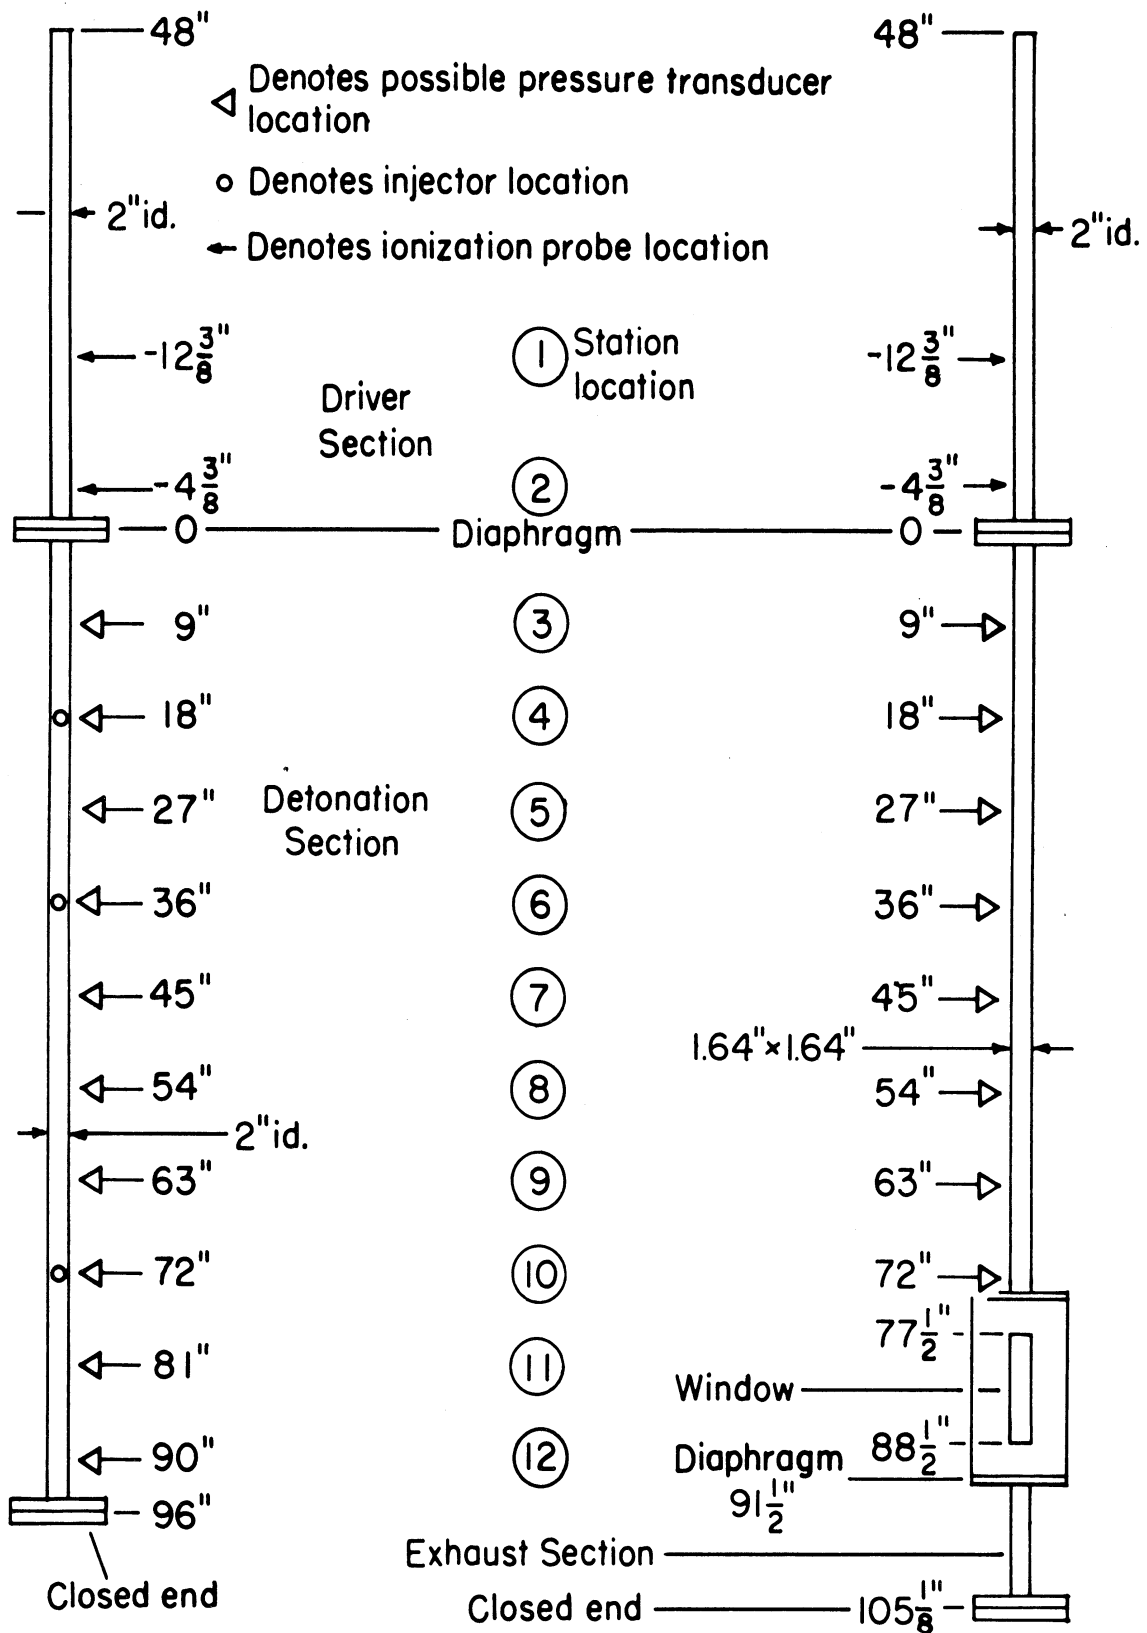 48"
48"
Denotes possible pressure transducer
location
Denotes injector location
2"id.
2"id.
Denotes ionization probe location
-12 3/8"
1
Station
location
-12 3/8"
Driver
Section
-4 3/8"
2
-4 3/8"
0
Diaphragm
0
9"
3
9"
18"
4
18"
27"
Detonation
Section
5
27"
36"
6
36"
45"
7
45"
1.64"×1.64"
54"
8
54"
2"id.
63"
9
63"
72"
10
72"
77 1/2"
81"
11
Window
88 1/2"
90"
12
Diaphragm
91 1/2"
96"
Exhaust Section
Closed end
Closed end
105 1/8"